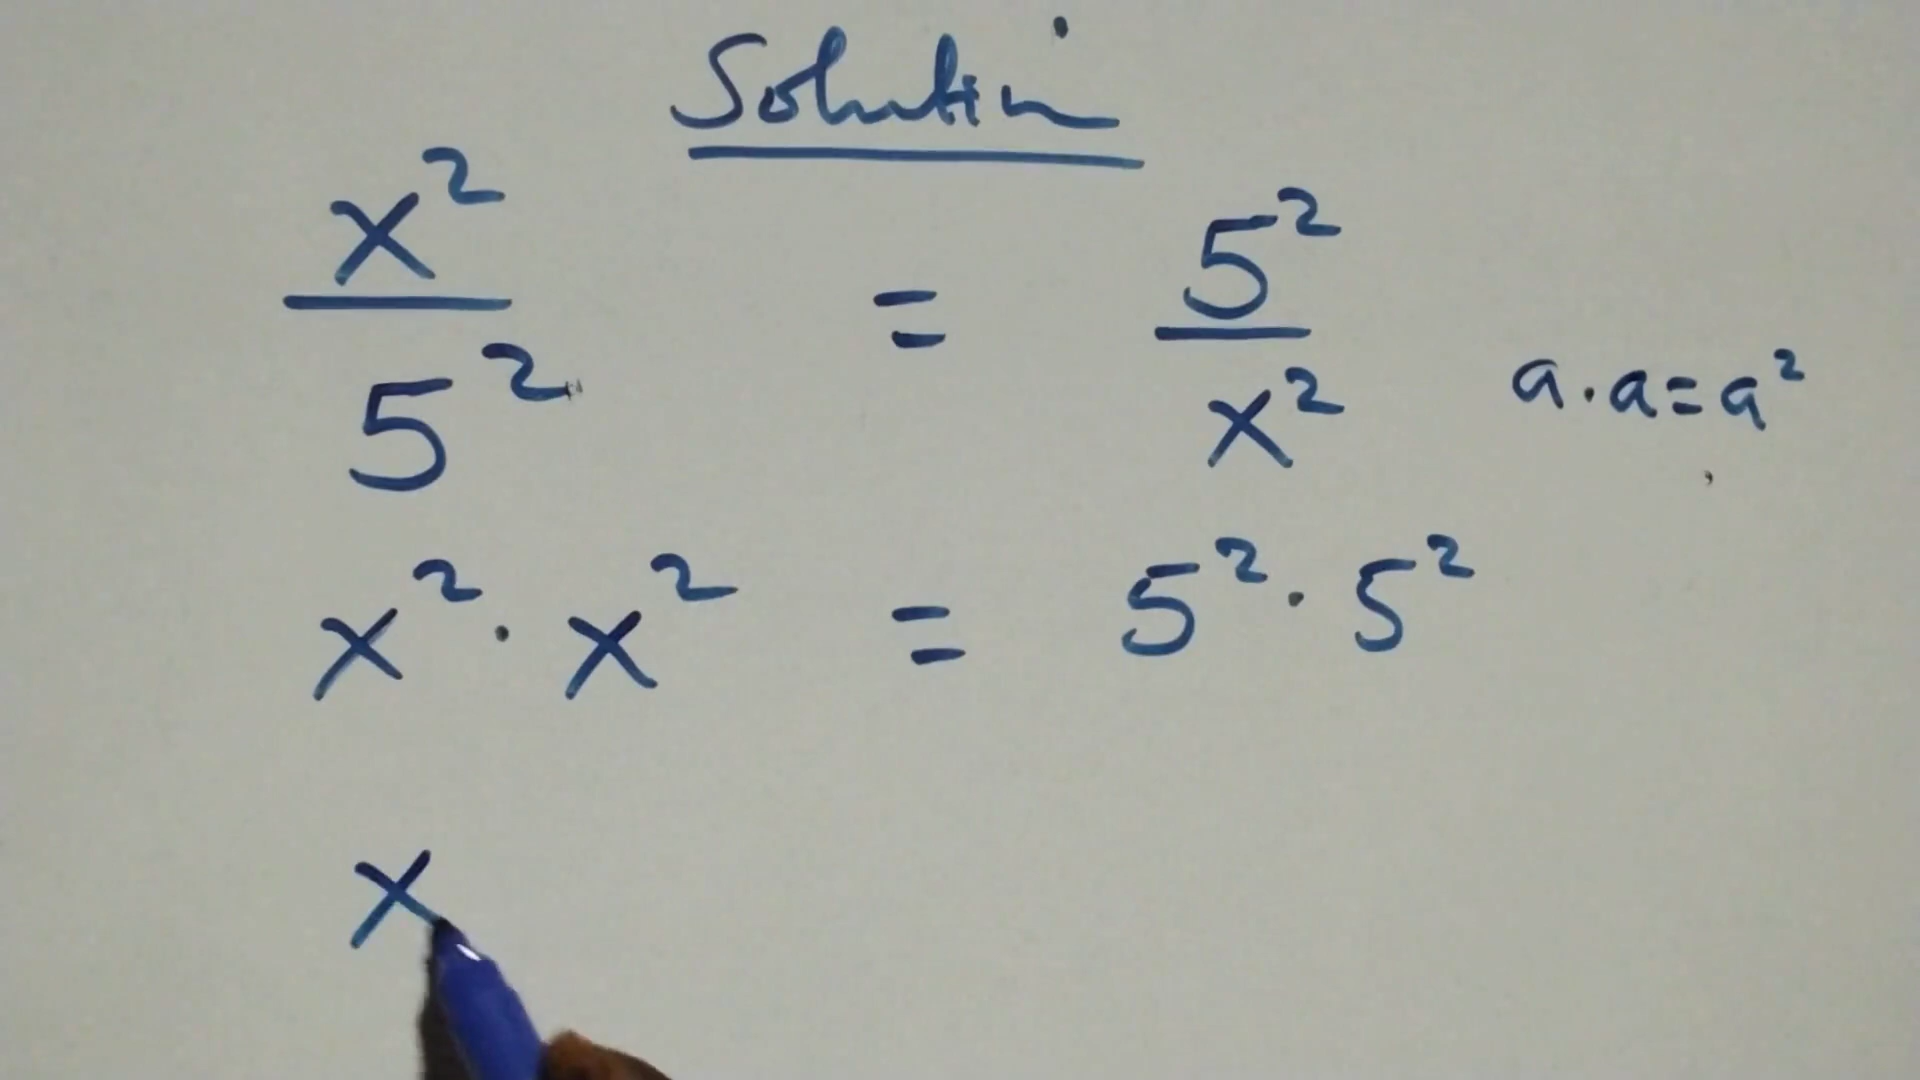 Solution
x²/5² = 5²/x²
a·a=a²
x²·x² = 5²·5²
x